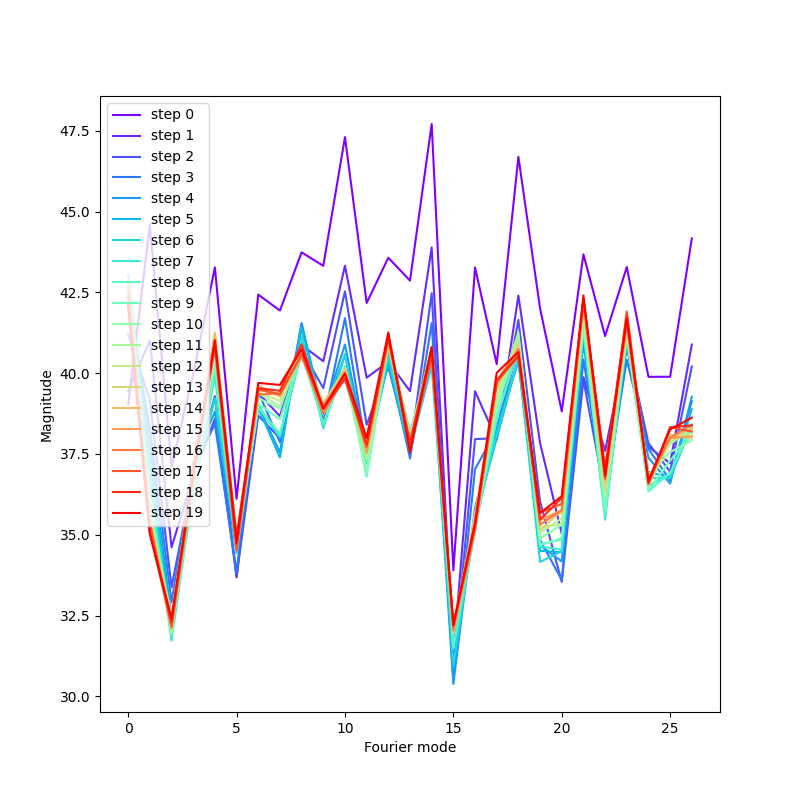 47.5
45.0
42.5
40.0
37.5
35.0
32.5
30.0
Magnitude
step 0
step 1
step 2
step 3
step 4
step 5
step 6
step 7
step 8
step 9
step 10
step 11
step 12
step 13
step 14
step 15
step 16
step 17
step 18
step 19
0 5 10 15 20 25
Fourier mode